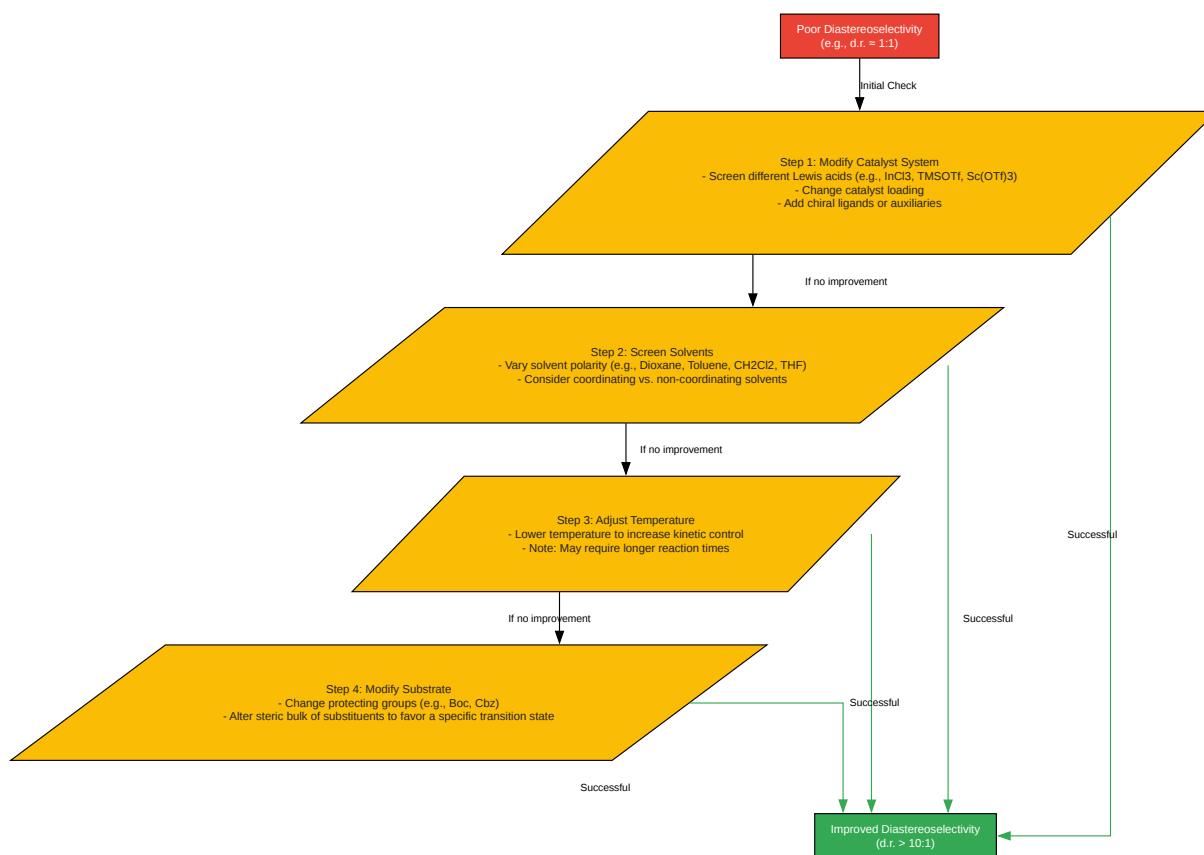 Poor Diastereoselectivity
(e.g., d.r. ≈ 1:1)
Initial Check
Step 1: Modify Catalyst System
- Screen different Lewis acids (e.g., InCl3, TMSOTf, Sc(OTf)3)
- Change catalyst loading
- Add chiral ligands or auxiliaries
If no improvement
Step 2: Screen Solvents
- Vary solvent polarity (e.g., Dioxane, Toluene, CH2Cl2, THF)
- Consider coordinating vs. non-coordinating solvents
If no improvement
Step 3: Adjust Temperature
- Lower temperature to increase kinetic control
- Note: May require longer reaction times
Successful
If no improvement
Successful
Step 4: Modify Substrate
- Change protecting groups (e.g., Boc, Cbz)
- Alter steric bulk of substituents to favor a specific transition state
Successful
Successful
Improved Diastereoselectivity
(d.r. > 10:1)